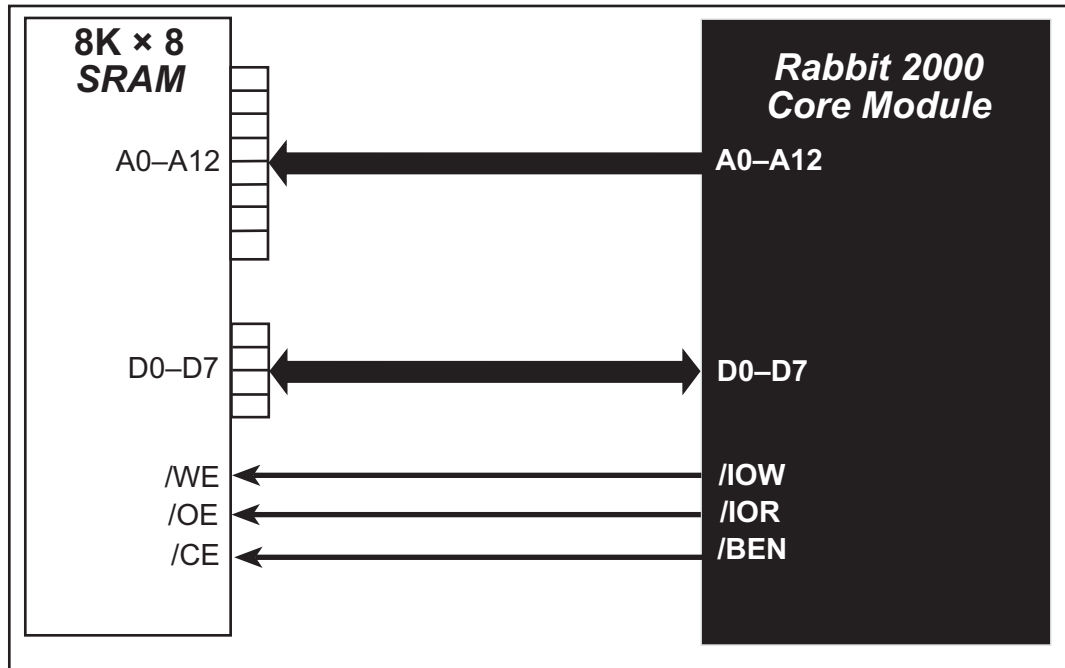 8K × 8
SRAM
A0–A12
D0–D7
/WE
/OE
/CE
Rabbit 2000
Core Module
A0–A12
D0–D7
/IOW
/IOR
/BEN